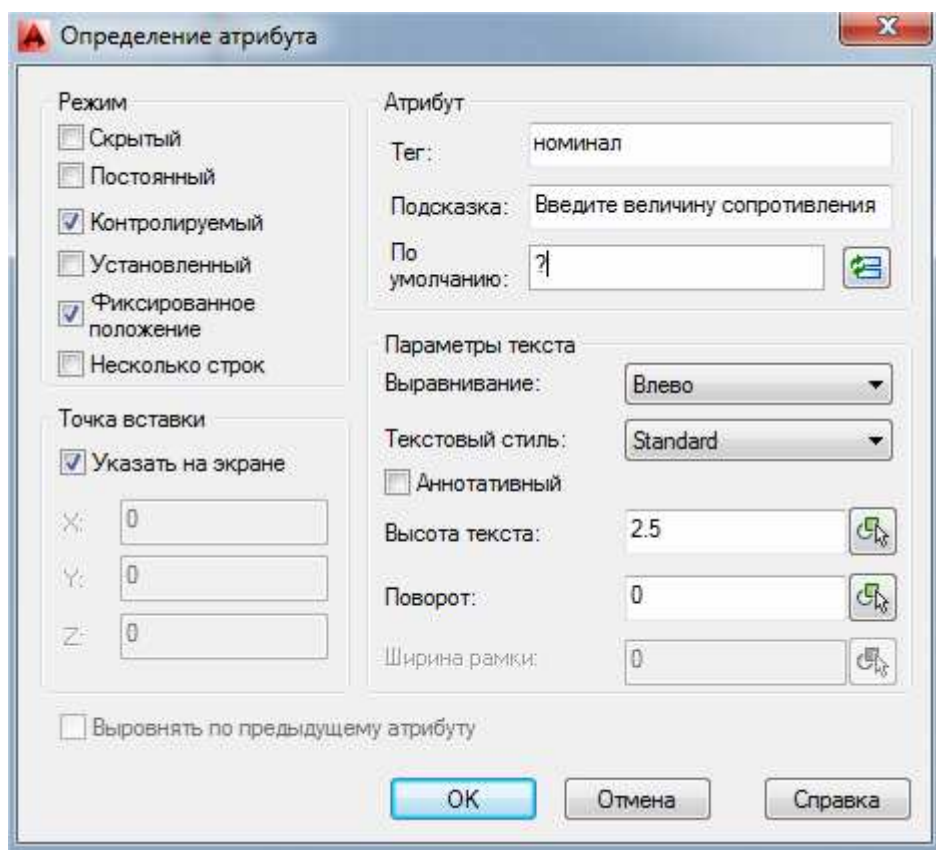 Определение атрибута
Режим
Скрытый
Постоянный
Контролируемый
Установленный
Фиксированное
положение
Несколько строк
Точка вставки
Указать на экране
X: 0
Y: 0
Z: 0
Атрибут
Тег: номинал
Подсказка: Введите величину сопротивления
По
умолчанию: ?
Параметры текста
Выравнивание: Влево
Текстовый стиль: Standard
Аннотативный
Высота текста: 2.5
Поворот: 0
Ширина рамки: 0
Выровнять по предыдущему атрибуту
OK Отмена Справка